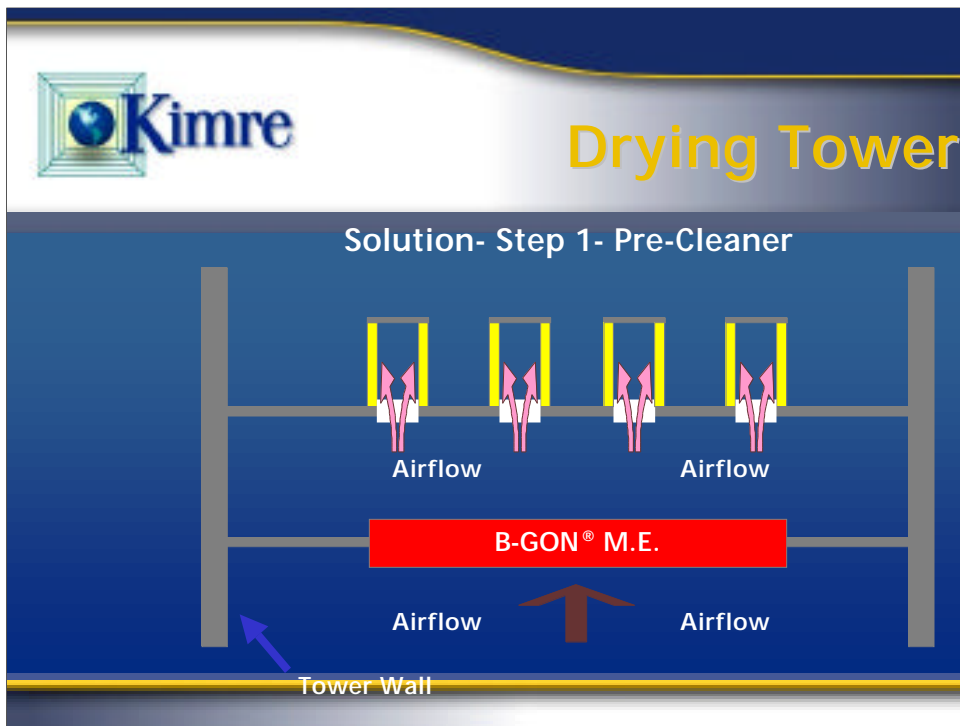 Kimre
Drying Tower
Solution- Step 1- Pre-Cleaner
Airflow Airflow
B-GON® M.E.
Airflow Airflow
Tower Wall